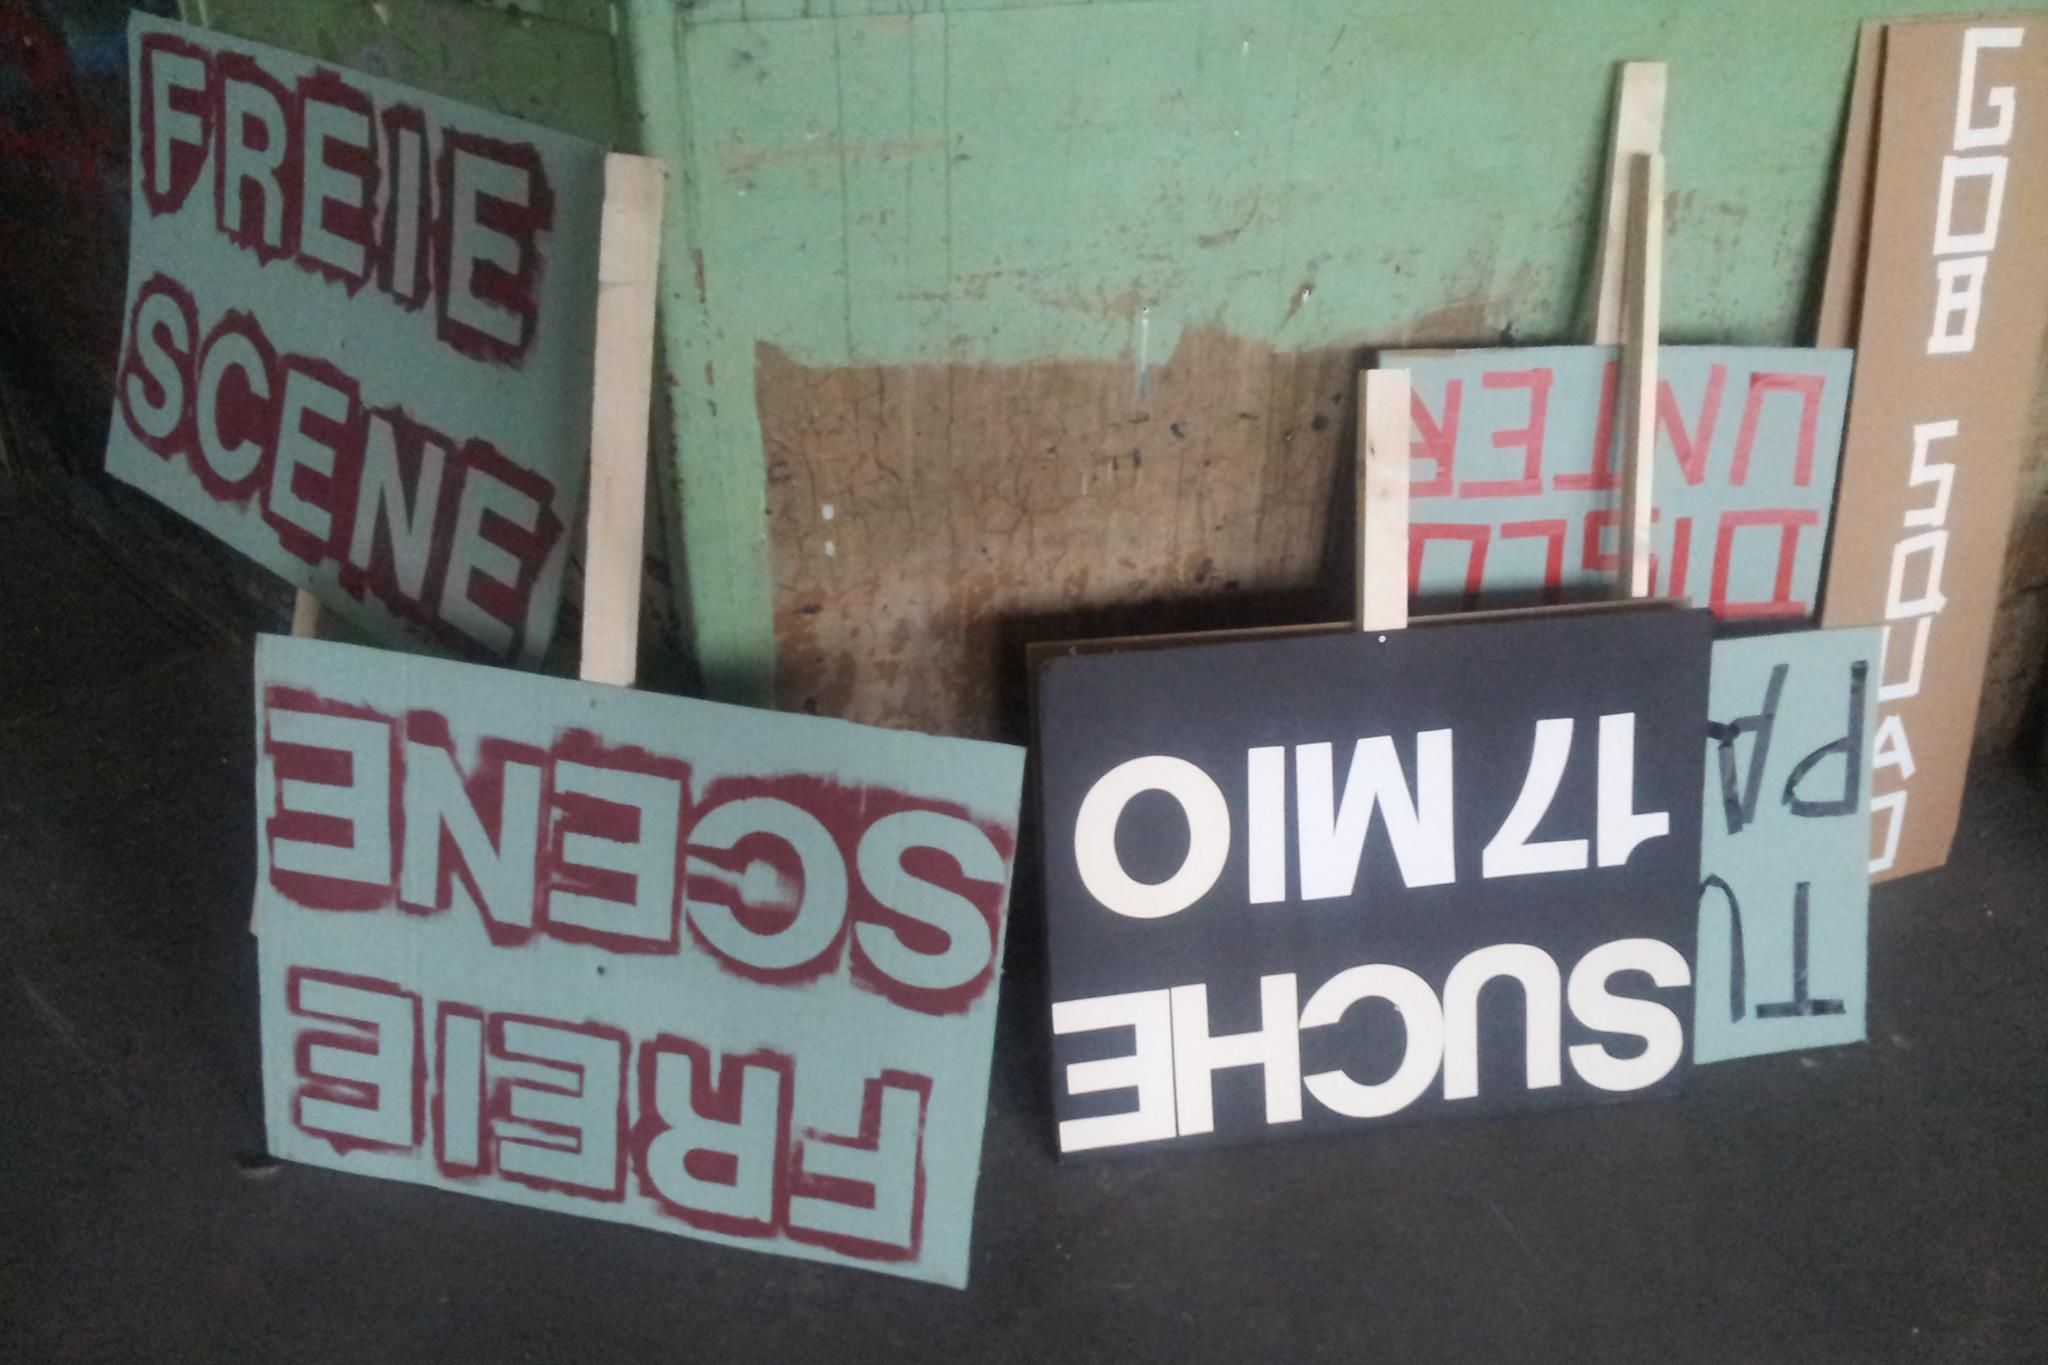 FREIE
SCENE
FREIE
SCENE
SUCHE
17 MIO
UNTER
GOB SQUAD